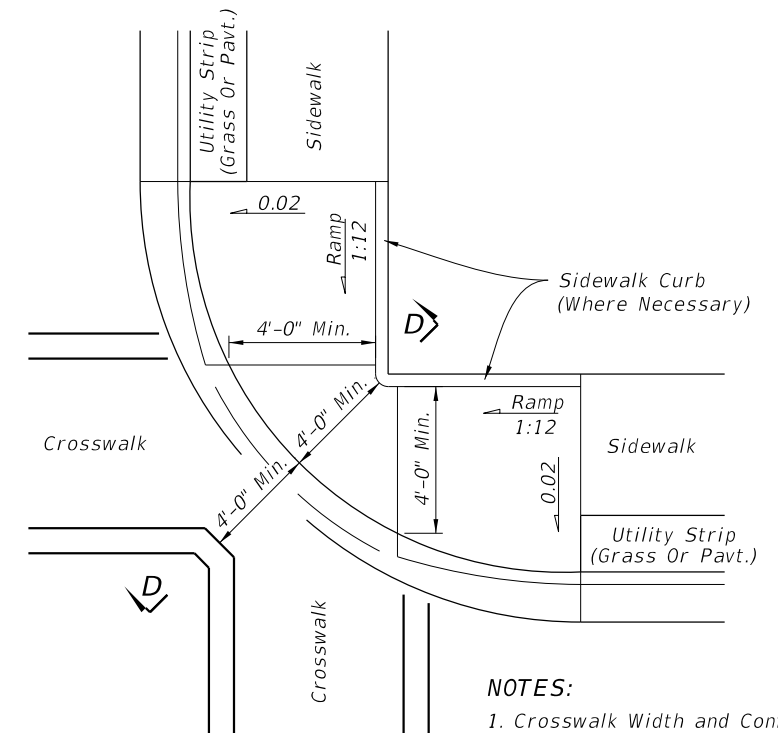 Utility Strip
(Grass Or Pavt.)
Sidewalk
0.02
Ramp
1:12
Sidewalk Curb
(Where Necessary)
D
4'-0" Min.
4'-0" Min.
Ramp
1:12
4'-0" Min.
Crosswalk
Sidewalk
0.02
4'-0" Min.
Utility Strip
(Grass Or Pavt.)
D
Crosswalk
NOTES:
1. Crosswalk Width and